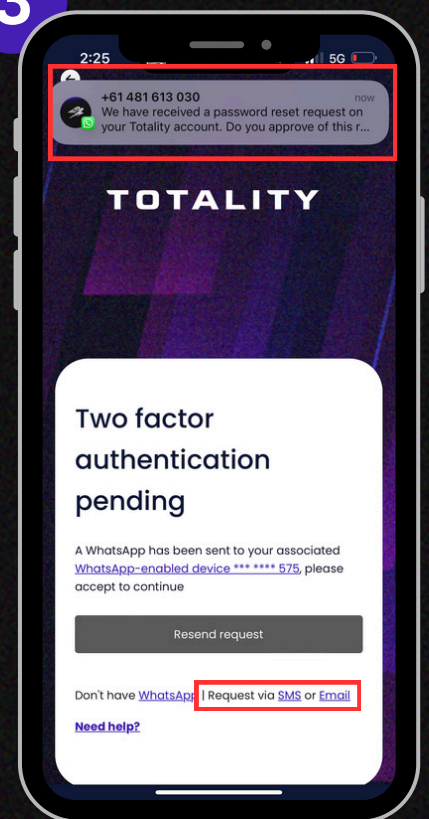 3
2:25
5G
+61 481 613 030
now
We have received a password reset request on
your Totality account. Do you approve of this r...
TOTALITY
Two factor
authentication
pending
A WhatsApp has been sent to your associated
WhatsApp-enabled device *** **** 575, please
accept to continue
Resend request
Don't have WhatsApp | Request via SMS or Email
Need help?